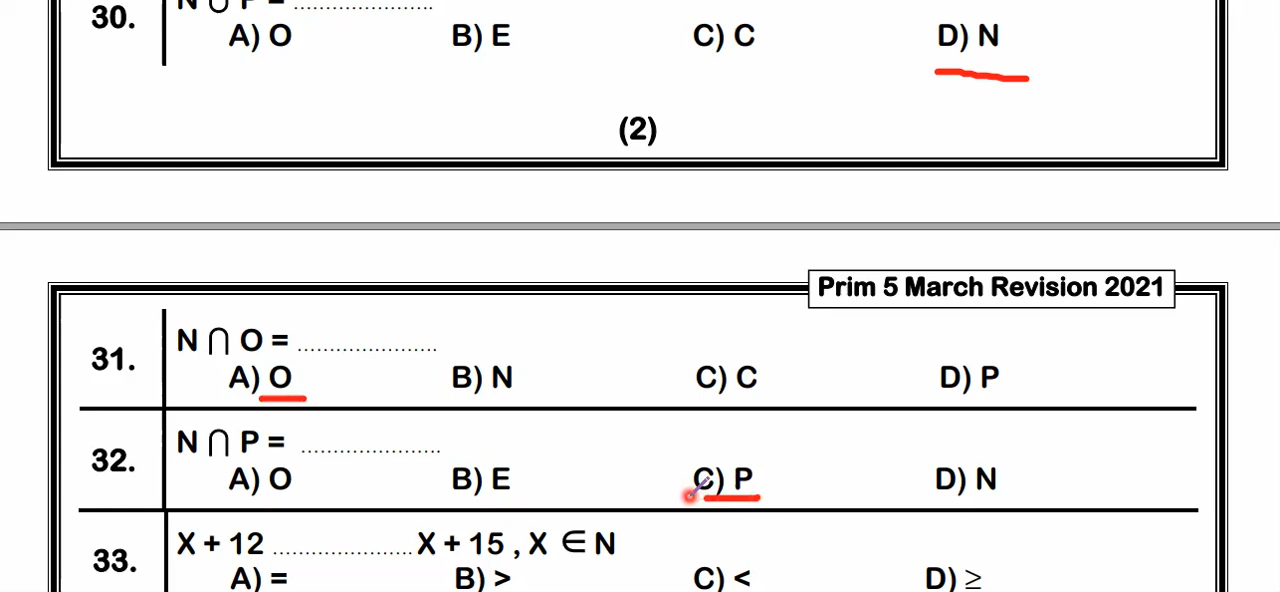 N ∪ P = .....................
30.
A) O B) E C) C D) N
(2)
Prim 5 March Revision 2021
N ⋂ O = ......................
31.
A) O B) N C) C D) P
N ⋂ P = ......................
32.
A) O B) E C) P D) N
X + 12 ......................X + 15 , X ∈ N
33.
A) = B) > C) < D) ≥